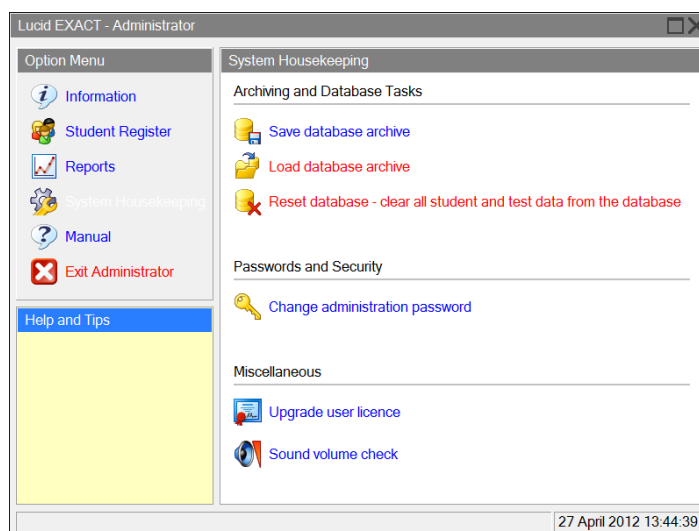 Lucid EXACT - Administrator
Option Menu
Information
Student Register
Reports
System Housekeeping
Manual
Exit Administrator
Help and Tips
System Housekeeping
Archiving and Database Tasks
Save database archive
Load database archive
Reset database - clear all student and test data from the database
Passwords and Security
Change administration password
Miscellaneous
Upgrade user licence
Sound volume check
27 April 2012 13:44:39